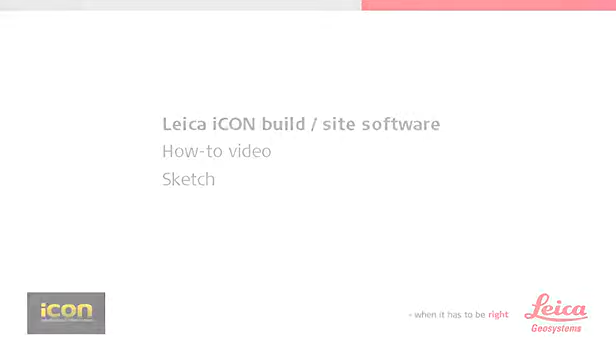 Leica iCON build / site software
How-to video
Sketch
iCON
- when it has to be right
Leica
Geosystems